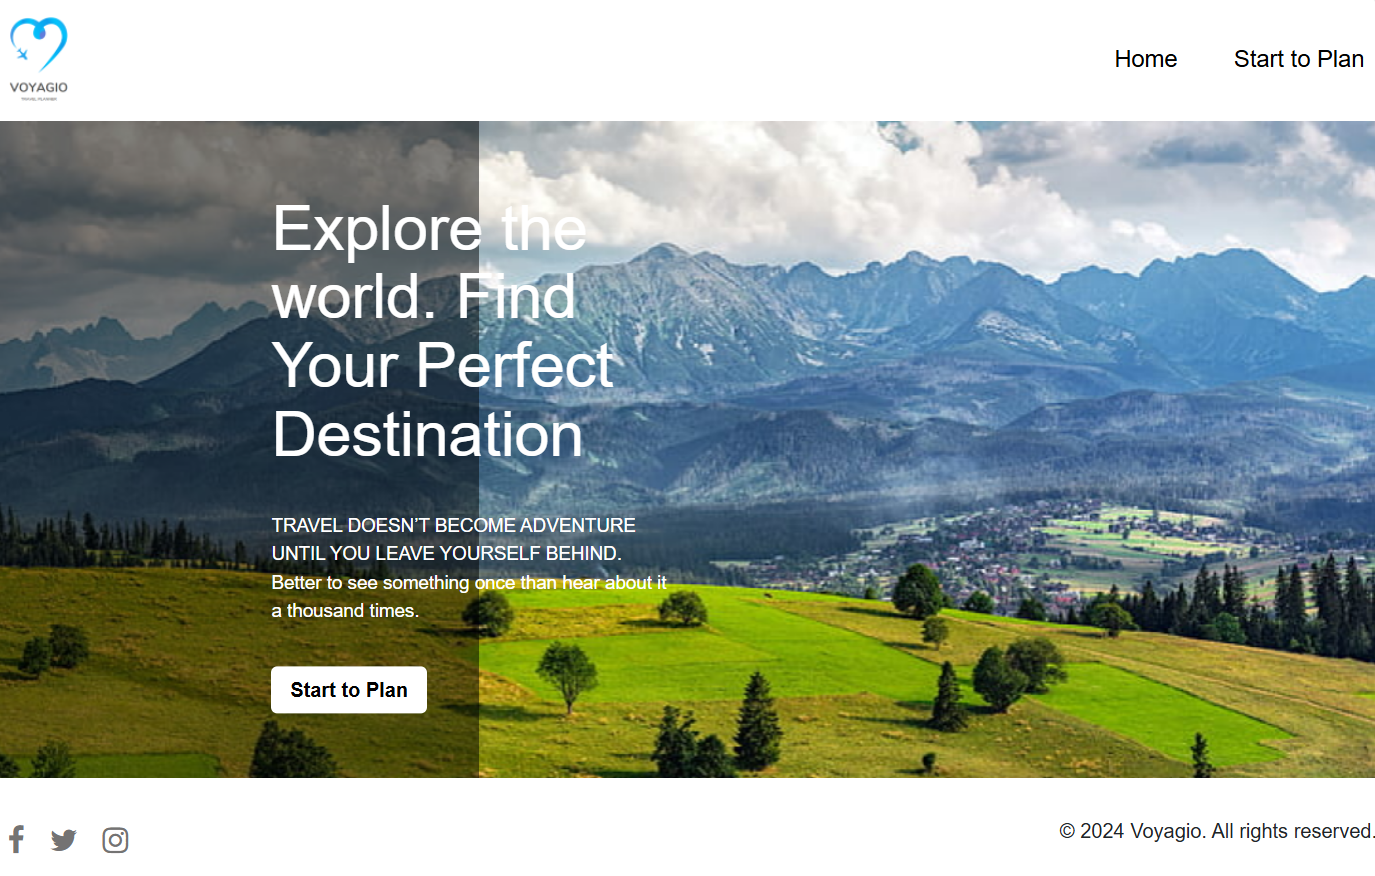 VOYAGIO
TRAVEL PLANNER
Home
Start to Plan
Explore the
world. Find
Your Perfect
Destination
TRAVEL DOESN’T BECOME ADVENTURE
UNTIL YOU LEAVE YOURSELF BEHIND.
Better to see something once than hear about it
a thousand times.
Start to Plan
© 2024 Voyagio. All rights reserved.